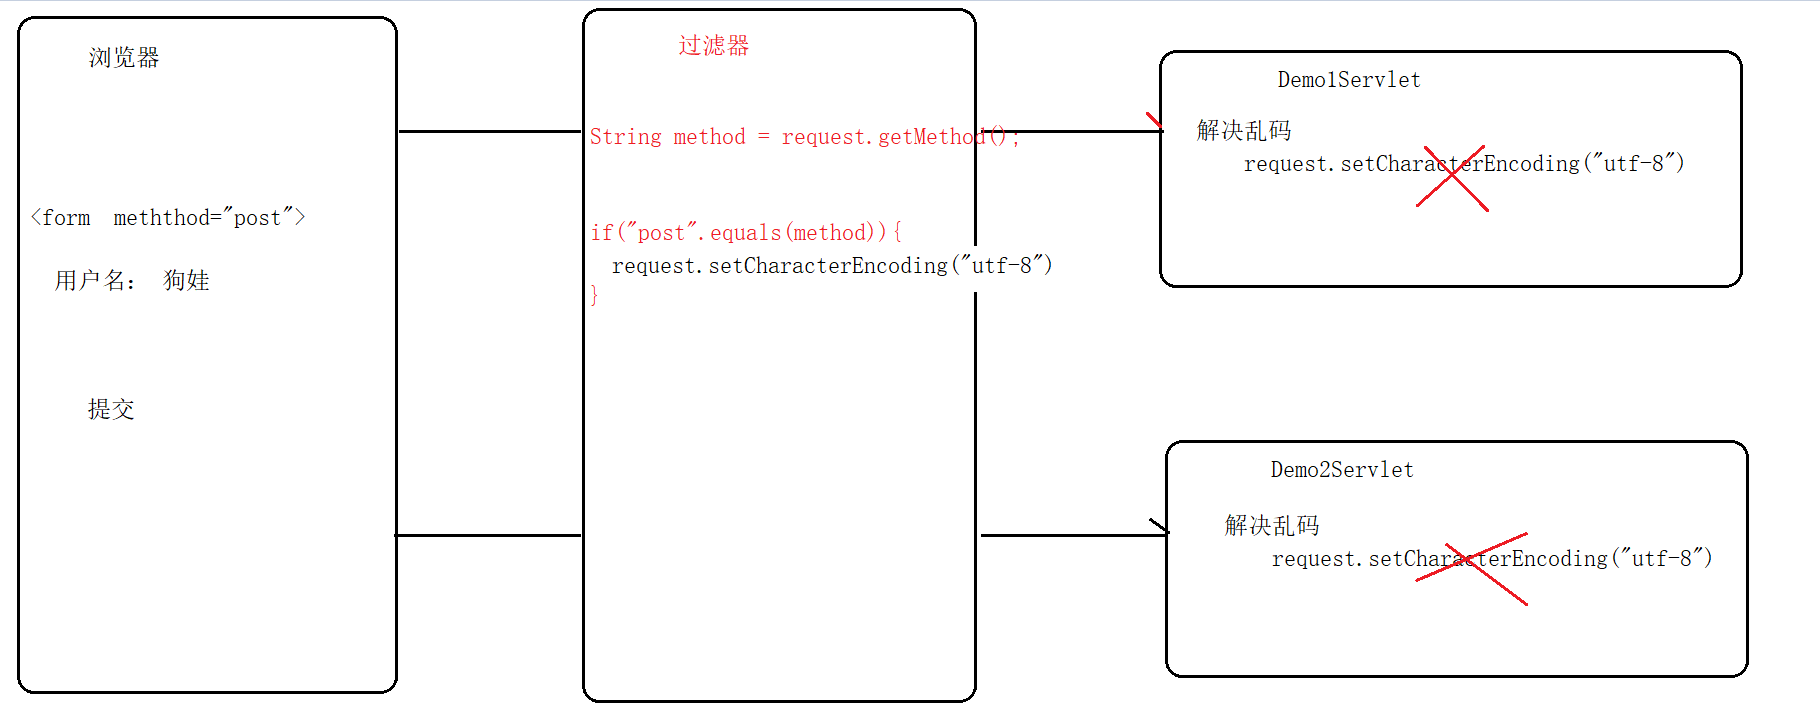 浏览器
<form  meththod="post">
用户名： 狗娃
提交
过滤器
String method = request.getMethod();
if("post".equals(method)){
request.setCharacterEncoding("utf-8")
}
Demo1Servlet
解决乱码
request.setCharacterEncoding("utf-8")
Demo2Servlet
解决乱码
request.setCharacterEncoding("utf-8")